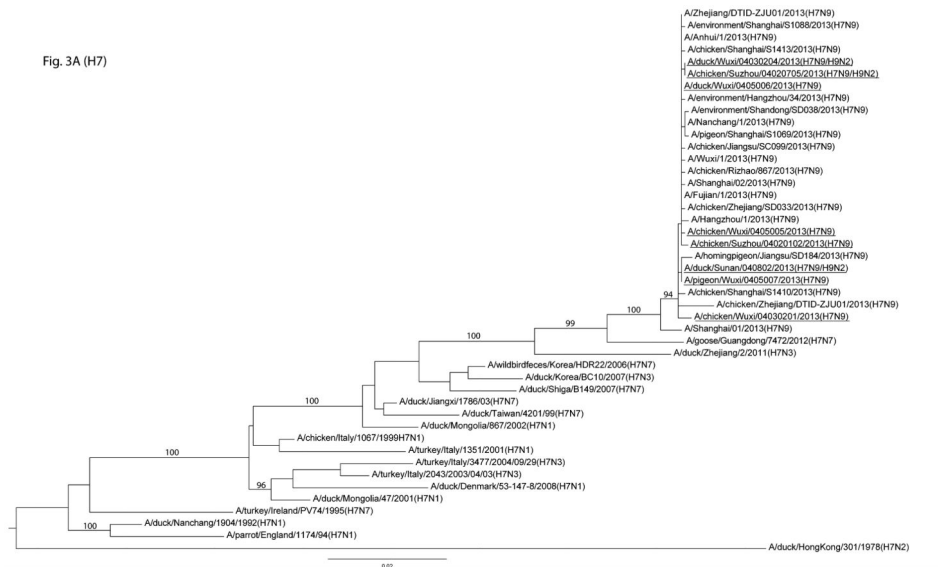 Fig. 3A (H7)
A/Zhejiang/DTID-ZJU01/2013(H7N9)
A/environment/Shanghai/S1088/2013(H7N9)
A/Anhui/1/2013(H7N9)
A/chicken/Shanghai/S1413/2013(H7N9)
A/duck/Wuxi/04030204/2013(H7N9/H9N2)
A/chicken/Suzhou/04020705/2013(H7N9/H9N2)
A/duck/Wuxi/0405006/2013(H7N9)
A/environment/Hangzhou/34/2013(H7N9)
A/environment/Shandong/SD038/2013(H7N9)
A/Nanchang/1/2013(H7N9)
A/pigeon/Shanghai/S1069/2013(H7N9)
A/chicken/Jiangsu/SC099/2013(H7N9)
A/Wuxi/1/2013(H7N9)
A/chicken/Rizhao/867/2013(H7N9)
A/Shanghai/02/2013(H7N9)
A/Fujian/1/2013(H7N9)
A/chicken/Zhejiang/SD033/2013(H7N9)
A/Hangzhou/1/2013(H7N9)
A/chicken/Wuxi/0405005/2013(H7N9)
A/chicken/Suzhou/04020102/2013(H7N9)
A/homingpigeon/Jiangsu/SD184/2013(H7N9)
A/duck/Sunan/040802/2013(H7N9/H9N2)
A/pigeon/Wuxi/0405007/2013(H7N9)
94
A/chicken/Shanghai/S1410/2013(H7N9)
A/chicken/Zhejiang/DTID-ZJU01/2013(H7N9)
100
A/chicken/Wuxi/04030201/2013(H7N9)
99
A/Shanghai/01/2013(H7N9)
100
A/goose/Guangdong/7472/2012(H7N7)
A/duck/Zhejiang/2/2011(H7N3)
A/wildbirdfeces/Korea/HDR22/2006(H7N7)
A/duck/Korea/BC10/2007(H7N3)
A/duck/Shiga/B149/2007(H7N7)
100
A/duck/Jiangxi/1786/03(H7N7)
A/duck/Taiwan/4201/99(H7N7)
A/duck/Mongolia/867/2002(H7N1)
A/chicken/Italy/1067/1999H7N1)
100
A/turkey/Italy/1351/2001(H7N1)
A/turkey/Italy/3477/2004/09/29(H7N3)
A/turkey/Italy/2043/2003/04/03(H7N3)
96
A/duck/Denmark/53-147-8/2008(H7N1)
A/duck/Mongolia/47/2001(H7N1)
A/turkey/Ireland/PV74/1995(H7N7)
100
A/duck/Nanchang/1904/1992(H7N1)
A/parrot/England/1174/94(H7N1)
A/duck/HongKong/301/1978(H7N2)
0.02